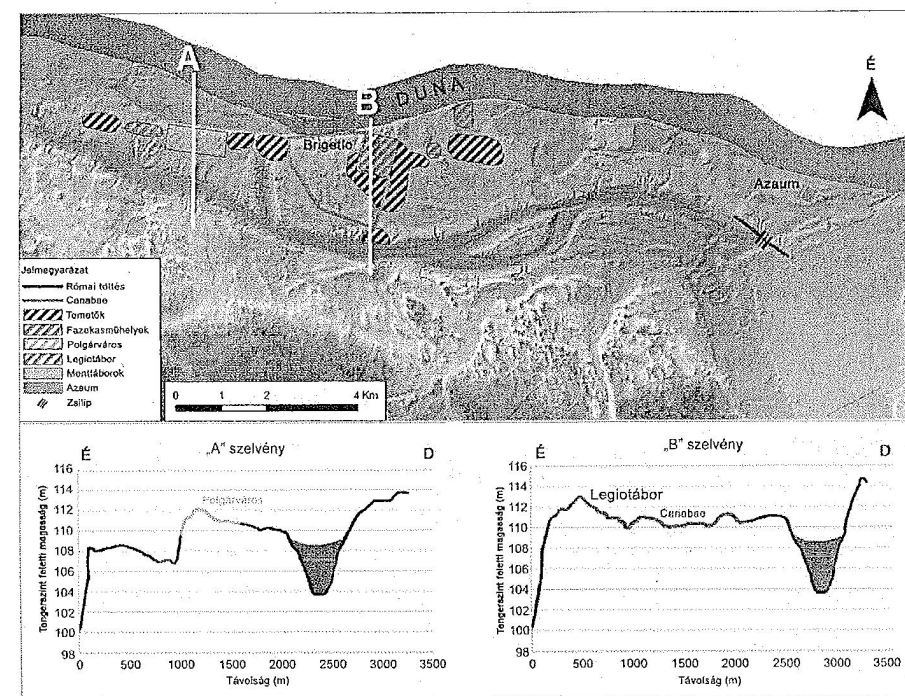 A
B
DUNA
É
Brigetio
Azaum
Jelmagyarázat
Római töltés
Canabae
Temetők
Fazekasműhelyek
Polgárváros
Legiotábor
Menttáborok
Azaum
Zsilip
0 1 2 4 Km
É „A” szelvény D
Tengerszint feletti magasság (m)
116
114
112
110
108
106
104
102
100
98
Polgárváros
0 500 1000 1500 2000 2500 3000 3500
Távolság (m)
É „B” szelvény D
Tengerszint feletti magasság (m)
116
114
112
110
108
106
104
102
100
98
Legiotábor
Canabae
0 500 1000 1500 2000 2500 3000 3500
Távolság (m)